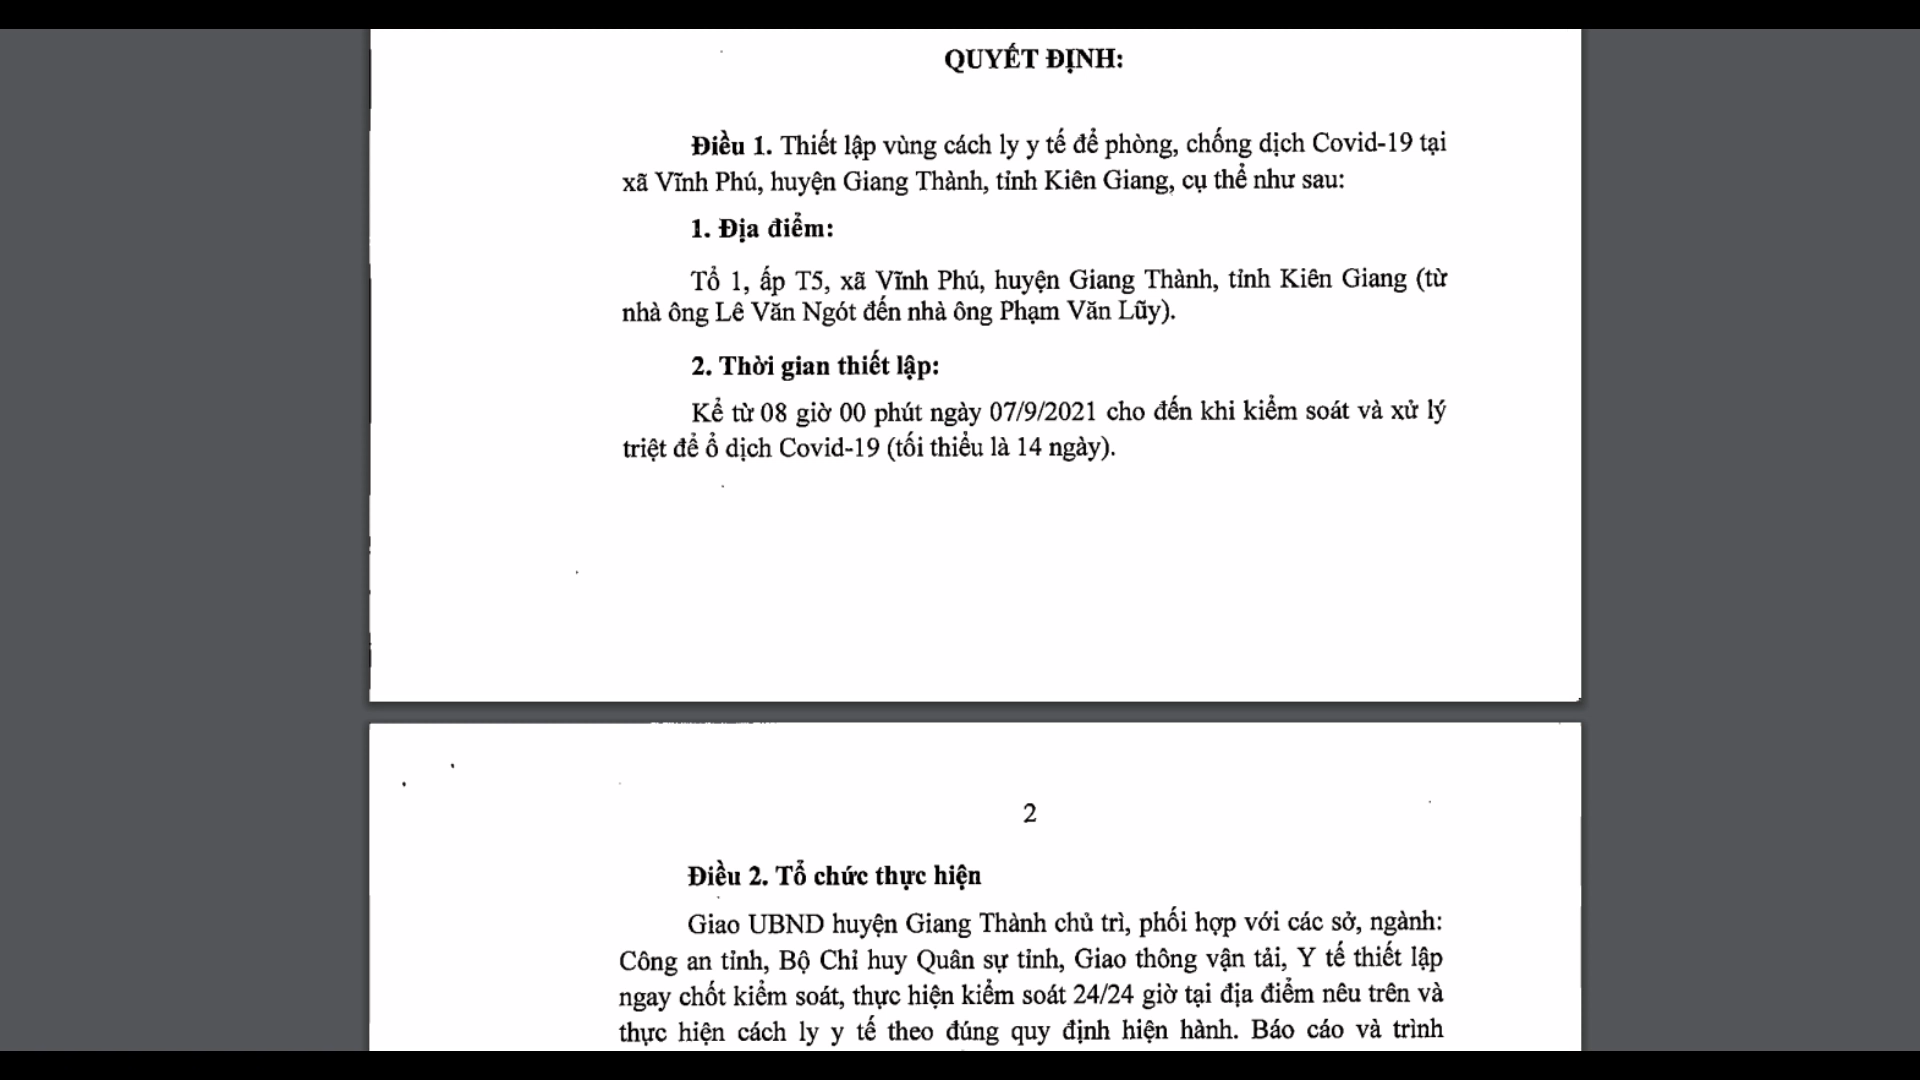 QUYẾT ĐỊNH:
Điều 1. Thiết lập vùng cách ly y tế để phòng, chống dịch Covid-19 tại
xã Vĩnh Phú, huyện Giang Thành, tỉnh Kiên Giang, cụ thể như sau:
1. Địa điểm:
Tổ 1, ấp T5, xã Vĩnh Phú, huyện Giang Thành, tỉnh Kiên Giang (từ
nhà ông Lê Văn Ngót đến nhà ông Phạm Văn Lũy).
2. Thời gian thiết lập:
Kể từ 08 giờ 00 phút ngày 07/9/2021 cho đến khi kiểm soát và xử lý
triệt để ổ dịch Covid-19 (tối thiểu là 14 ngày).
2
Điều 2. Tổ chức thực hiện
Giao UBND huyện Giang Thành chủ trì, phối hợp với các sở, ngành:
Công an tỉnh, Bộ Chỉ huy Quân sự tỉnh, Giao thông vận tải, Y tế thiết lập
ngay chốt kiểm soát, thực hiện kiểm soát 24/24 giờ tại địa điểm nêu trên và
thực hiện cách ly y tế theo đúng quy định hiện hành. Báo cáo và trình